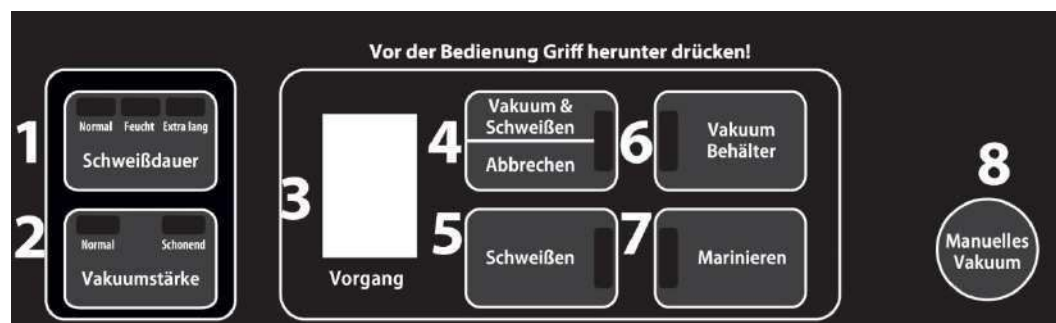 Vor der Bedienung Griff herunter drücken!
1
Normal Feucht Extra lang
Schweißdauer
2
Normal Schonend
Vakuumstärke
3
Vorgang
4
Vakuum &
Schweißen
Abbrechen
5
Schweißen
6
Vakuum
Behälter
7
Marinieren
8
Manuelles
Vakuum